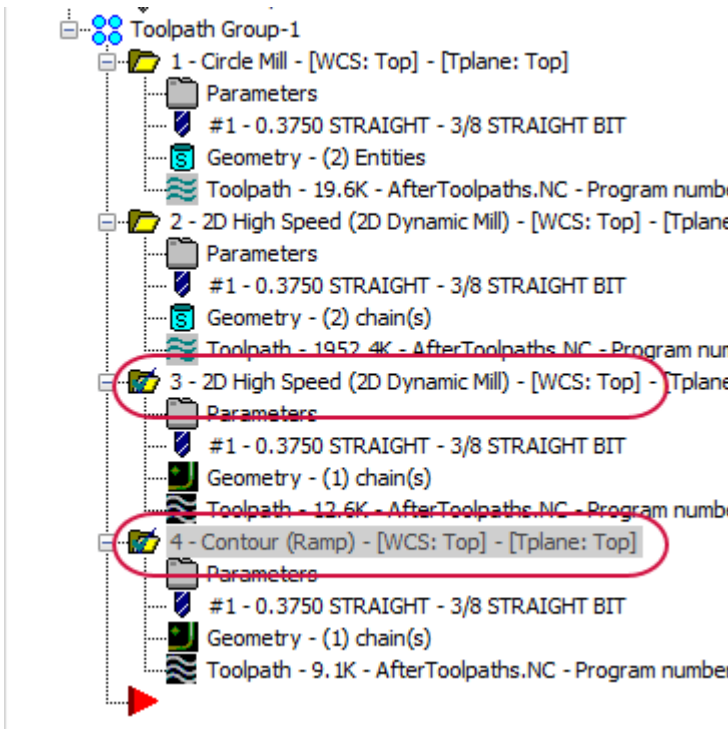 Toolpath Group-1
1 - Circle Mill - [WCS: Top] - [Tplane: Top]
Parameters
#1 - 0.3750 STRAIGHT - 3/8 STRAIGHT BIT
Geometry - (2) Entities
Toolpath - 19.6K - AfterToolpaths.NC - Program numbe
2 - 2D High Speed (2D Dynamic Mill) - [WCS: Top] - [Tplane
Parameters
#1 - 0.3750 STRAIGHT - 3/8 STRAIGHT BIT
Geometry - (2) chain(s)
Toolpath - 1952.4K - AfterToolpaths.NC - Program num
3 - 2D High Speed (2D Dynamic Mill) - [WCS: Top] - [Tplane
Parameters
#1 - 0.3750 STRAIGHT - 3/8 STRAIGHT BIT
Geometry - (1) chain(s)
Toolpath - 12.6K - AfterToolpaths.NC - Program numbe
4 - Contour (Ramp) - [WCS: Top] - [Tplane: Top]
Parameters
#1 - 0.3750 STRAIGHT - 3/8 STRAIGHT BIT
Geometry - (1) chain(s)
Toolpath - 9.1K - AfterToolpaths.NC - Program number